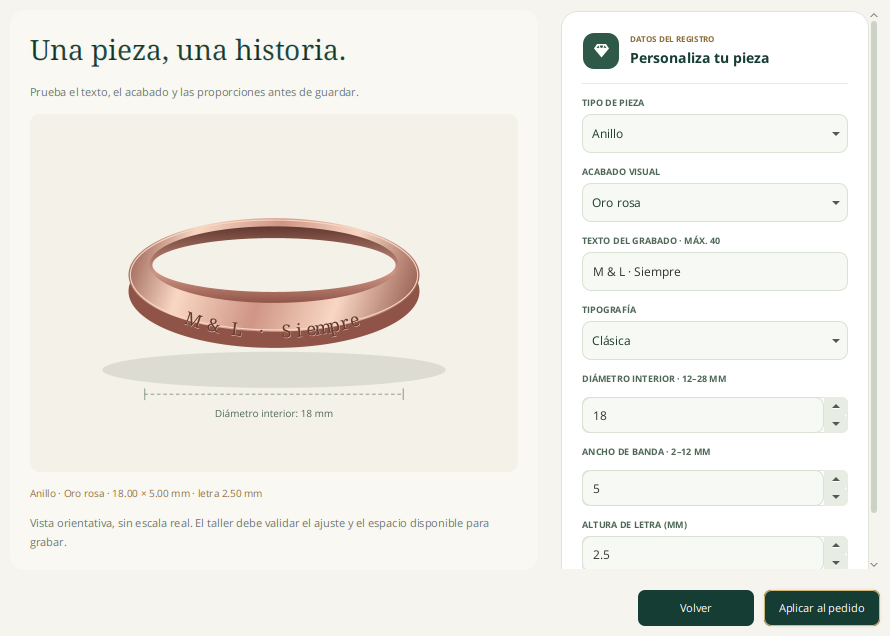 Una pieza, una historia.
Prueba el texto, el acabado y las proporciones antes de guardar.
M & L · Siempre
Diámetro interior: 18 mm
Anillo · Oro rosa · 18.00 × 5.00 mm · letra 2.50 mm
Vista orientativa, sin escala real. El taller debe validar el ajuste y el espacio disponible para
grabar.
DATOS DEL REGISTRO
Personaliza tu pieza
TIPO DE PIEZA
Anillo
ACABADO VISUAL
Oro rosa
TEXTO DEL GRABADO · MÁX. 40
M & L · Siempre
TIPOGRAFÍA
Clásica
DIÁMETRO INTERIOR · 12–28 MM
18
ANCHO DE BANDA · 2–12 MM
5
ALTURA DE LETRA (MM)
2.5
Volver
Aplicar al pedido